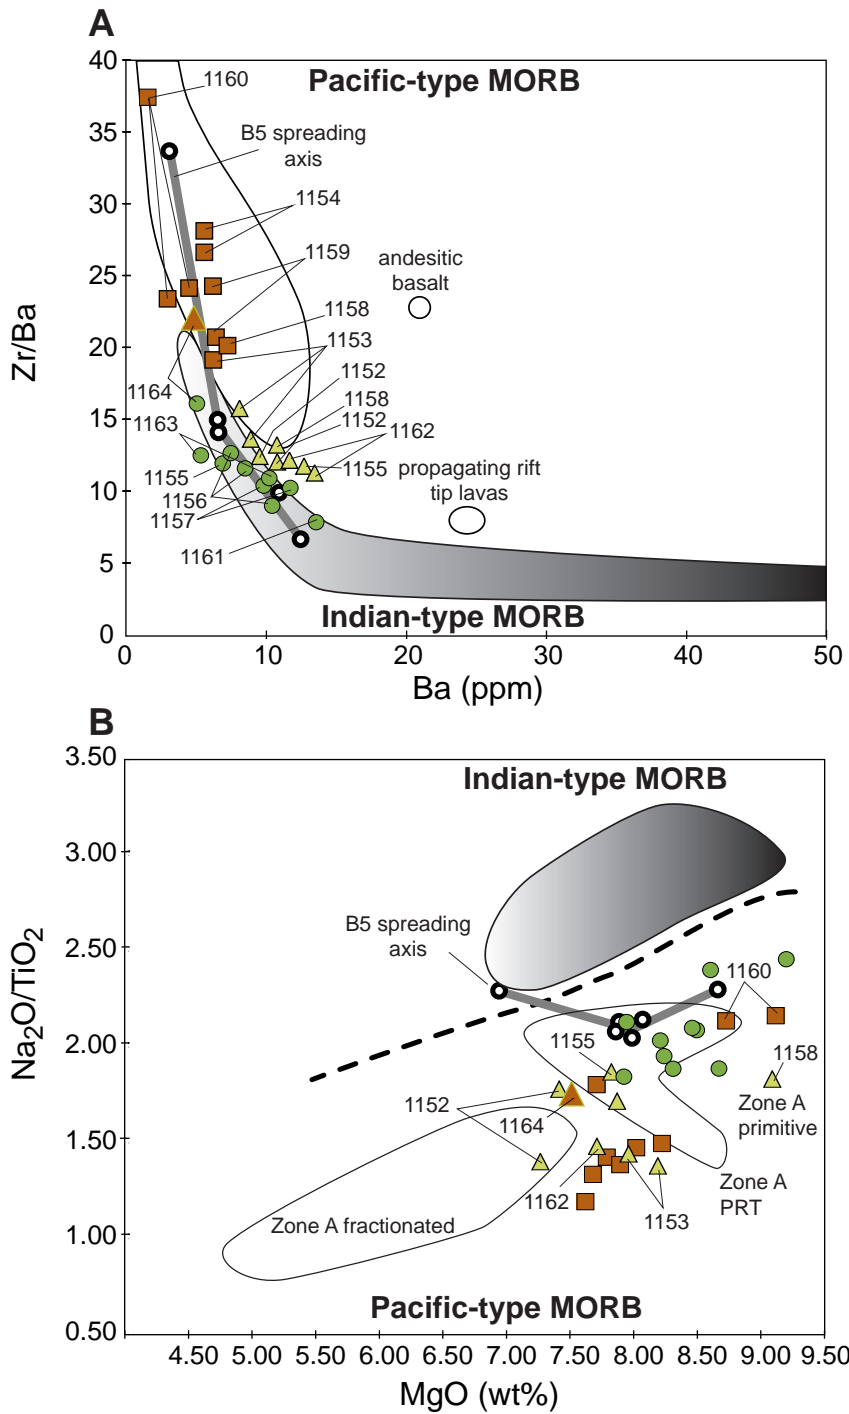 A
40
1160
Pacific-type MORB
B5 spreading
axis
35
30
1154
1159
andesitic
basalt
25
Zr/Ba
1158
1153
20
1152
1164
1158
1163
1152
1162
15
1155
1155
propagating rift
tip lavas
1156
10
1157
1161
5
Indian-type MORB
0
0
10
20
30
40
50
Ba (ppm)
B
3.50
Indian-type MORB
3.00
B5 spreading
axis
2.50
1160
Na2O/TiO2
2.00
1155
1158
1152
Zone A
primitive
1164
1.50
Zone A
PRT
1162
1153
Zone A fractionated
1.00
Pacific-type MORB
0.50
4.50
5.00
5.50
6.00
6.50
7.00
7.50
8.00
8.50
9.00
9.50
MgO (wt%)